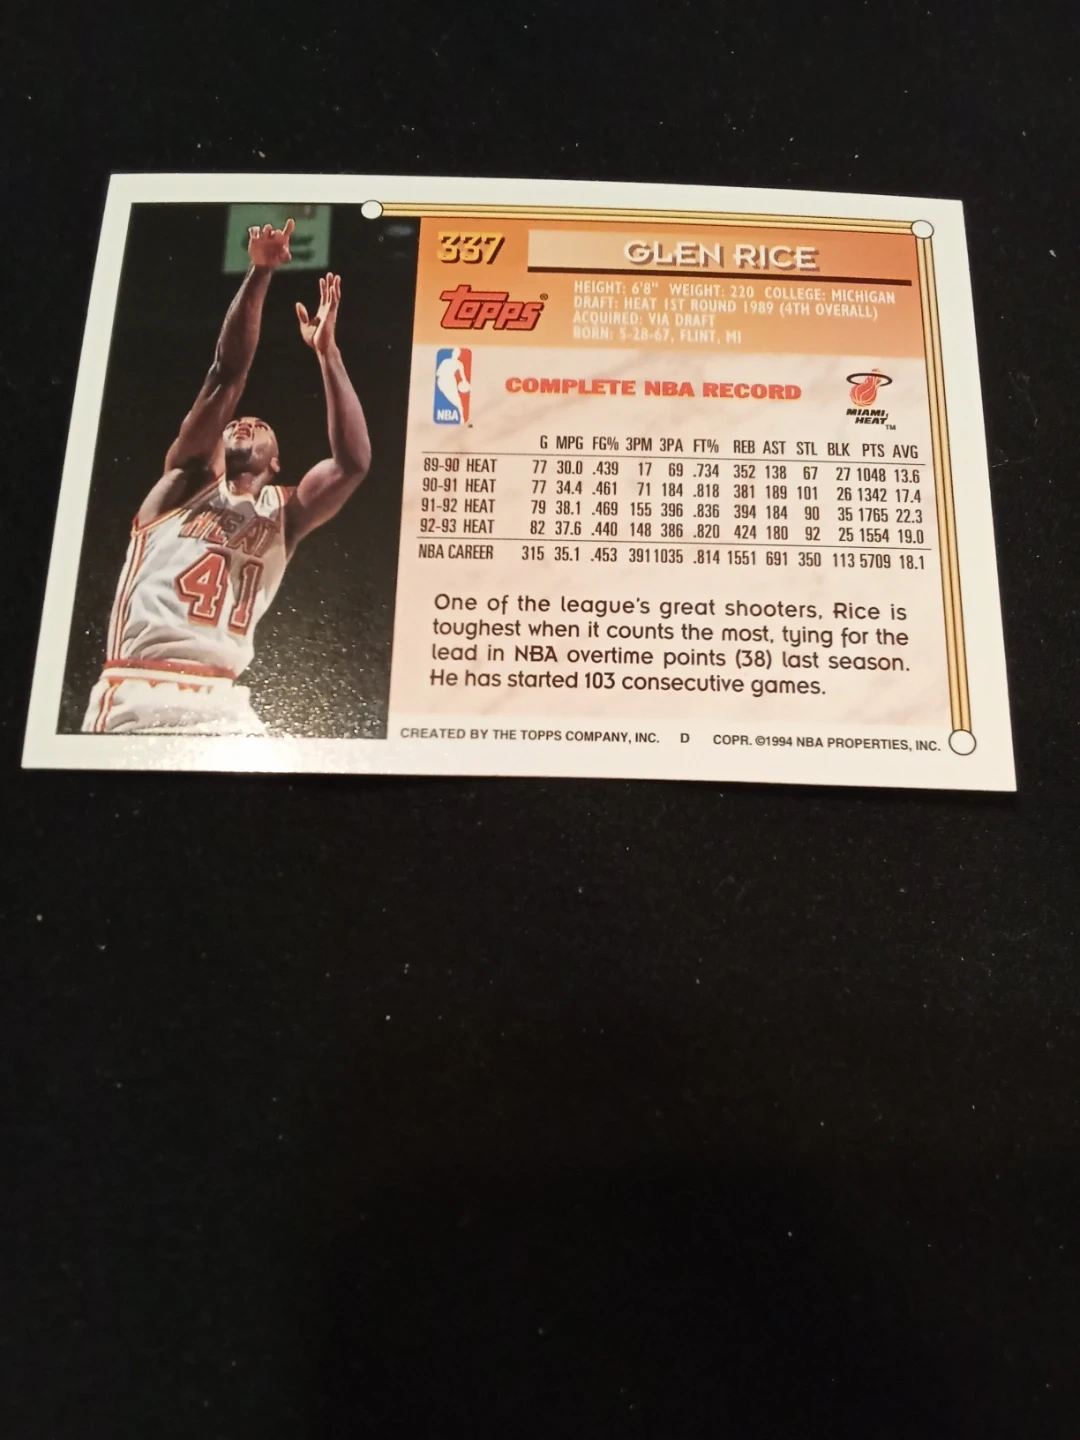 337
GLEN RICE
TOPPS®
HEIGHT: 6'8" WEIGHT: 220 COLLEGE: MICHIGAN
DRAFT: HEAT 1ST ROUND 1989 (4TH OVERALL)
ACQUIRED: VIA DRAFT
BORN: 5-28-67, FLINT, MI
NBA
COMPLETE NBA RECORD
MIAMI
HEAT™
G MPG FG% 3PM 3PA FT% REB AST STL BLK PTS AVG
89-90 HEAT 77 30.0 .439 17 69 .734 352 138 67 27 1048 13.6
90-91 HEAT 77 34.4 .461 71 184 .818 381 189 101 26 1342 17.4
91-92 HEAT 79 38.1 .469 155 396 .836 394 184 90 35 1765 22.3
92-93 HEAT 82 37.6 .440 148 386 .820 424 180 92 25 1554 19.0
NBA CAREER 315 35.1 .453 391 1035 .814 1551 691 350 113 5709 18.1
HEAT
41
One of the league's great shooters, Rice is
toughest when it counts the most, tying for the
lead in NBA overtime points (38) last season.
He has started 103 consecutive games.
CREATED BY THE TOPPS COMPANY, INC. D COPR. ©1994 NBA PROPERTIES, INC.